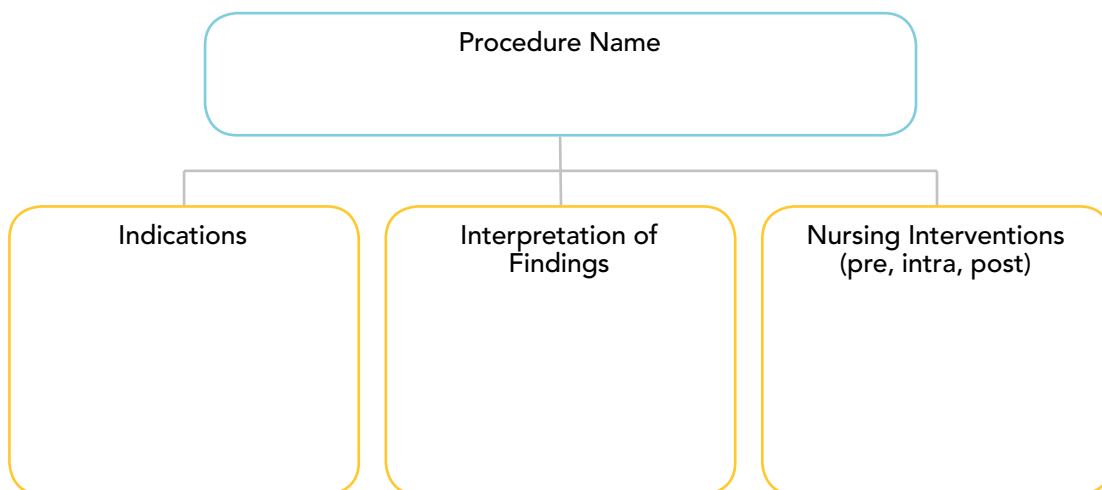 Procedure Name
Indications
Interpretation of
Findings
Nursing Interventions
(pre, intra, post)